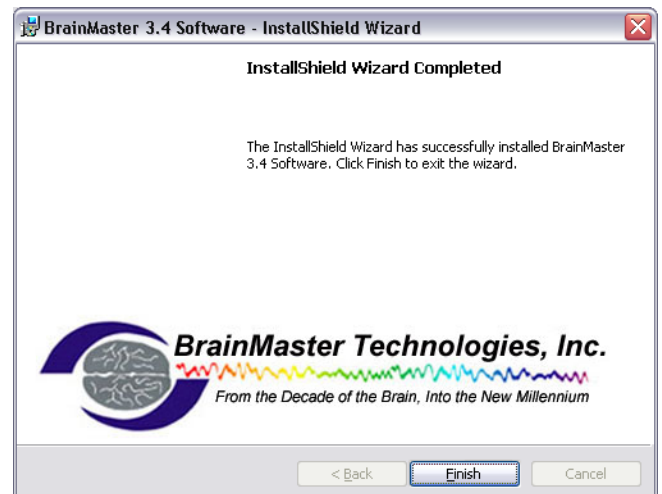 BrainMaster 3.4 Software - InstallShield Wizard
InstallShield Wizard Completed
The InstallShield Wizard has successfully installed BrainMaster
3.4 Software. Click Finish to exit the wizard.
BrainMaster Technologies, Inc.
From the Decade of the Brain, Into the New Millennium
< Back
Finish
Cancel